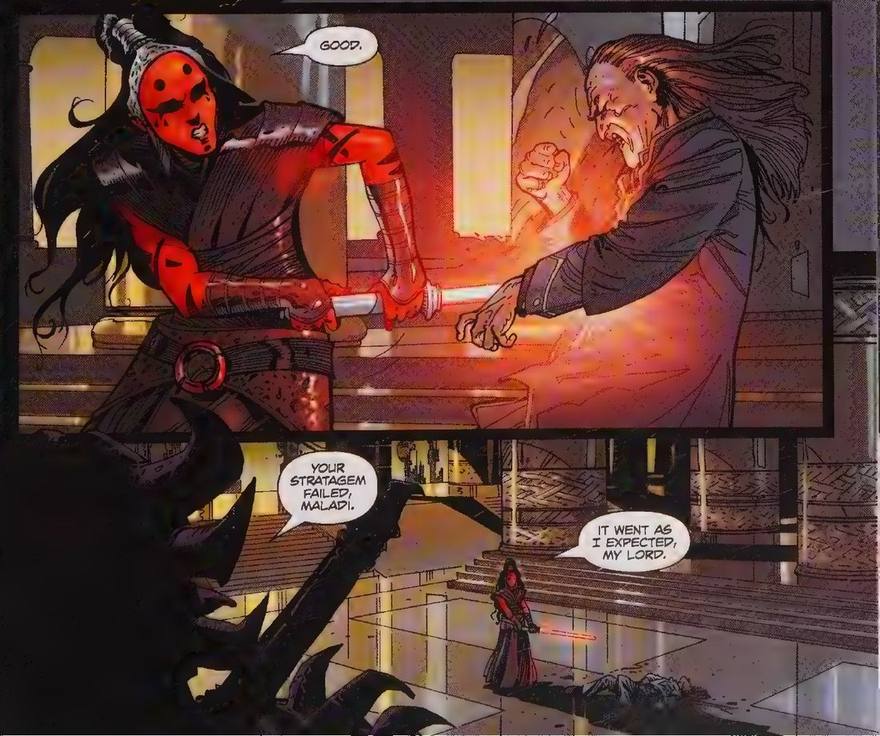 GOOD.
YOUR
STRATAGEM
FAILED,
MALADI.
IT WENT AS
I EXPECTED,
MY LORD.